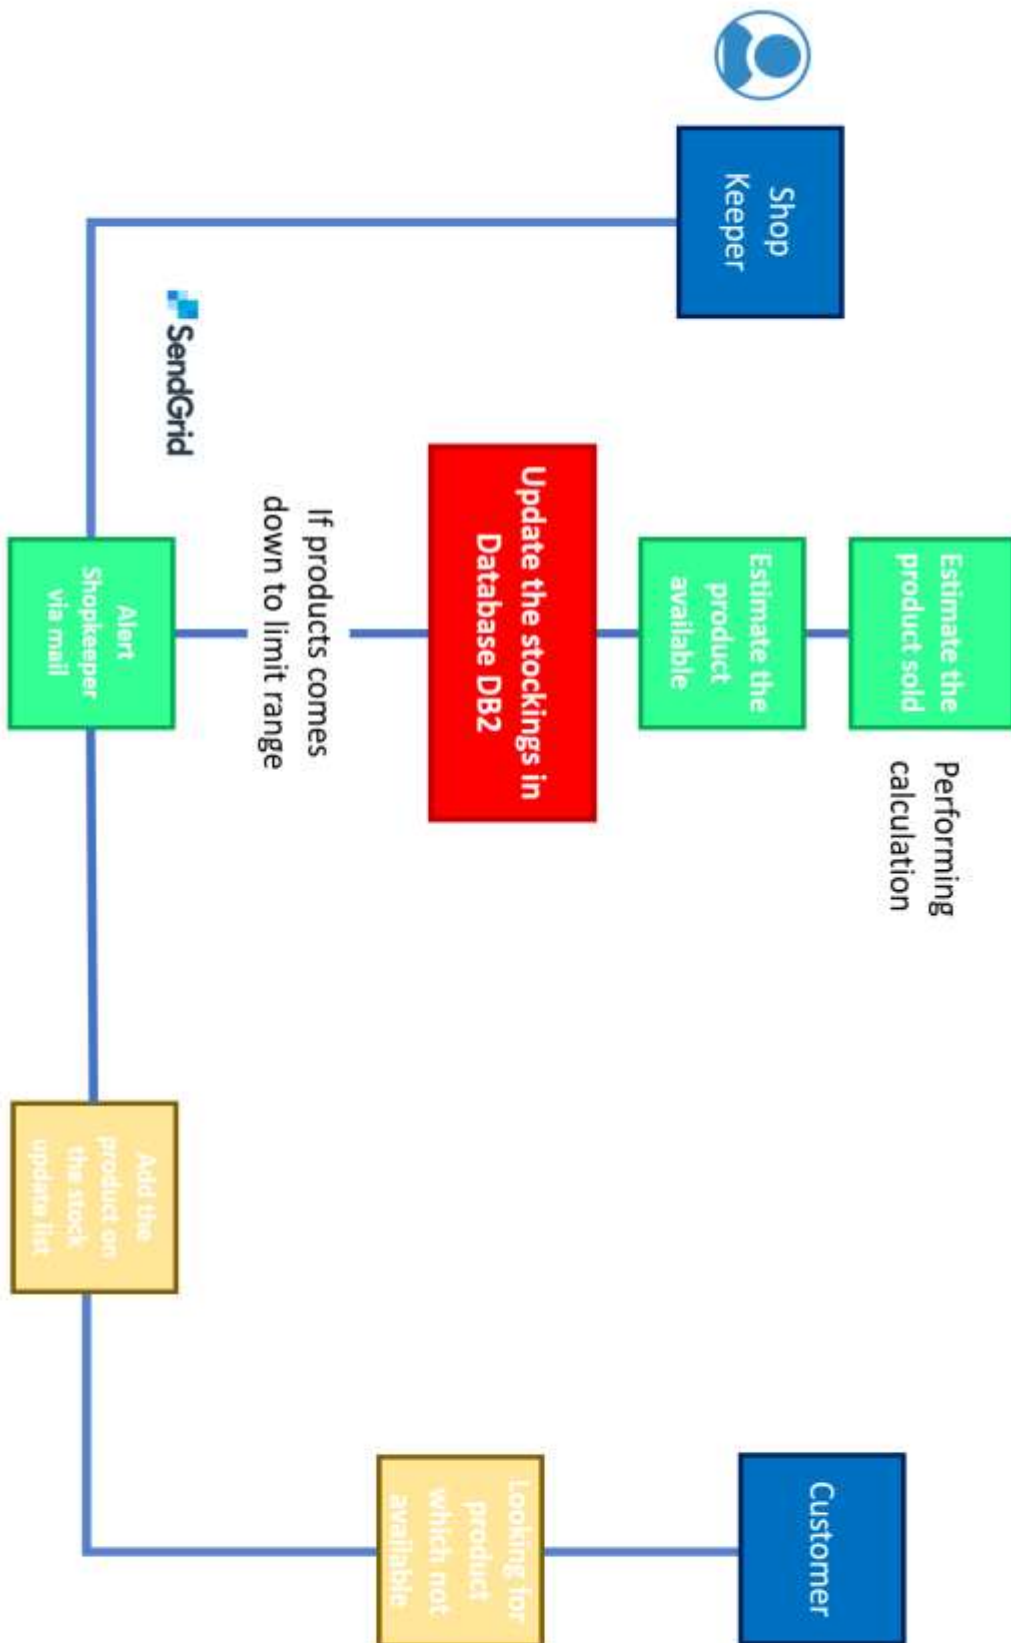 Shop
Keeper
Estimate the
product sold
Performing
calculation
Estimate the
product
available
Update the stockings in
Database DB2
If products comes
down to limit range
SendGrid
Alert
Shopkeeper
via mail
Add the
product on
the stock
update list
Customer
Looking for
product
which not
available